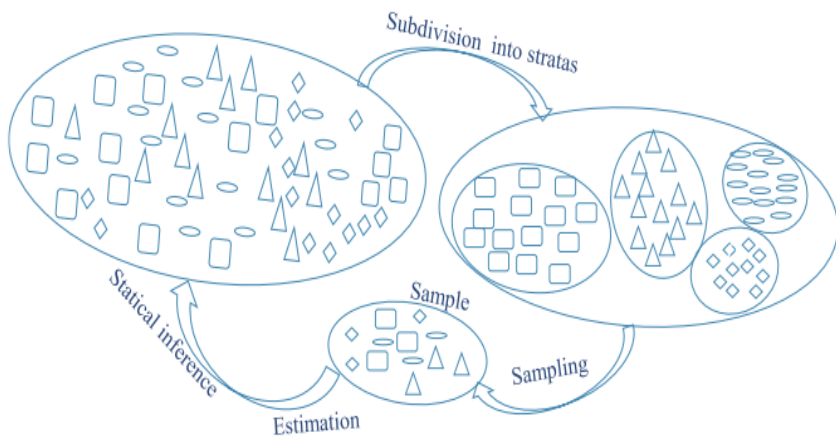 Subdivision into stratas
Sample
Sampling
Estimation
Statical inference